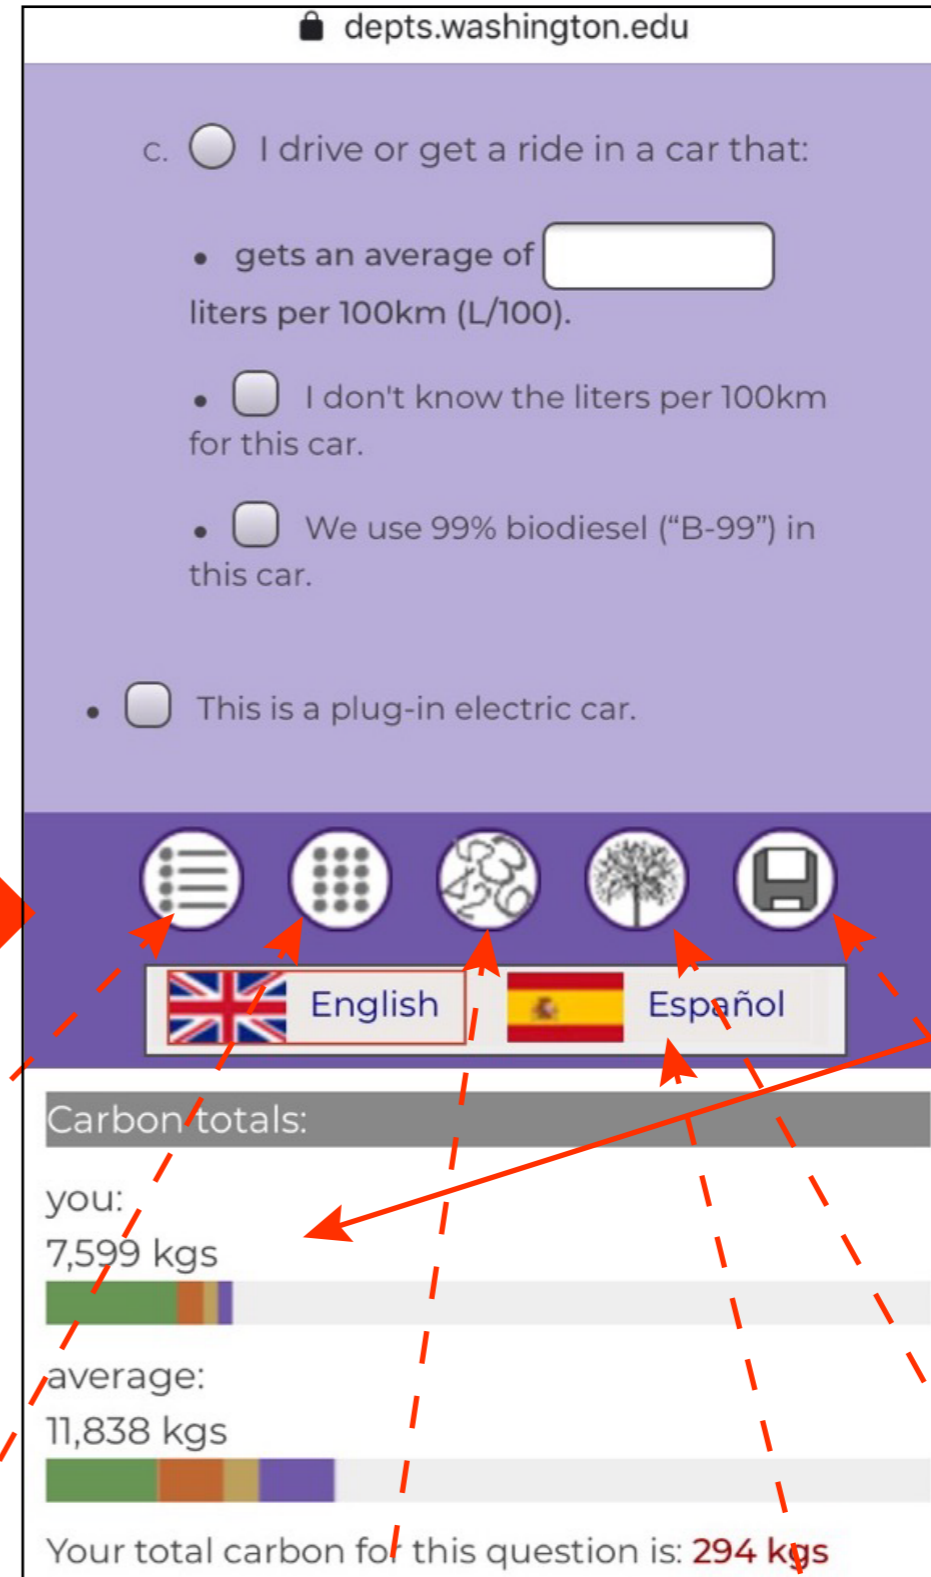 depts.washington.edu
c. I drive or get a ride in a car that:
• gets an average of
liters per 100km (L/100).
• I don't know the liters per 100km
for this car.
• We use 99% biodiesel (“B-99”) in
this car.
• This is a plug-in electric car.
English Español
Carbon totals:
you:
7,599 kgs
average:
11,838 kgs
Your total carbon for this question is: 294 kgs